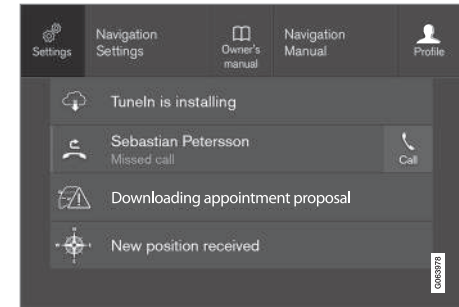 Settings
Navigation
Settings
Owner's
manual
Navigation
Manual
Profile
TuneIn is installing
Sebastian Petersson
Missed call
Call
Downloading appointment proposal
New position received
G063978